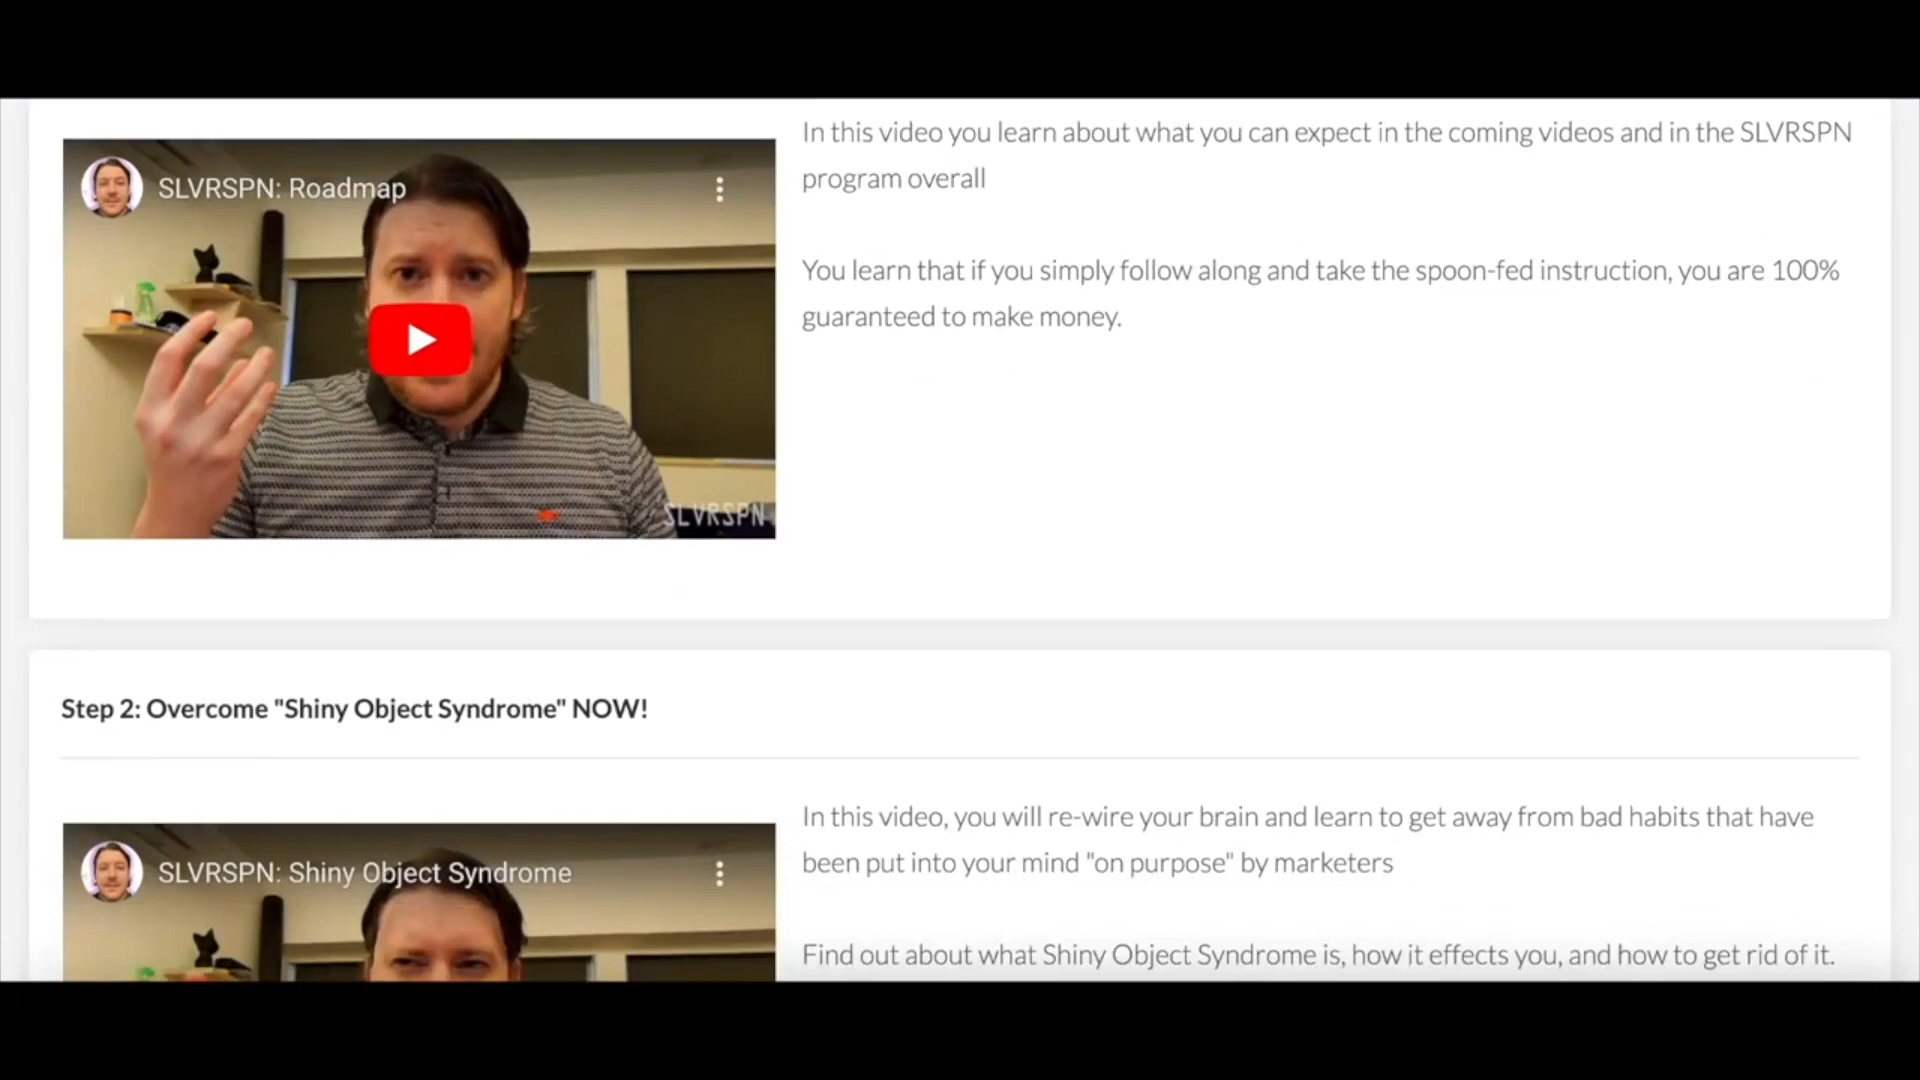 In this video you learn about what you can expect in the coming videos and in the SLVRSPN
program overall
SLVRSPN: Roadmap
You learn that if you simply follow along and take the spoon-fed instruction, you are 100%
guaranteed to make money.
SLVRSPN
Step 2: Overcome "Shiny Object Syndrome" NOW!
In this video, you will re-wire your brain and learn to get away from bad habits that have
been put into your mind "on purpose" by marketers
SLVRSPN: Shiny Object Syndrome
Find out about what Shiny Object Syndrome is, how it effects you, and how to get rid of it.